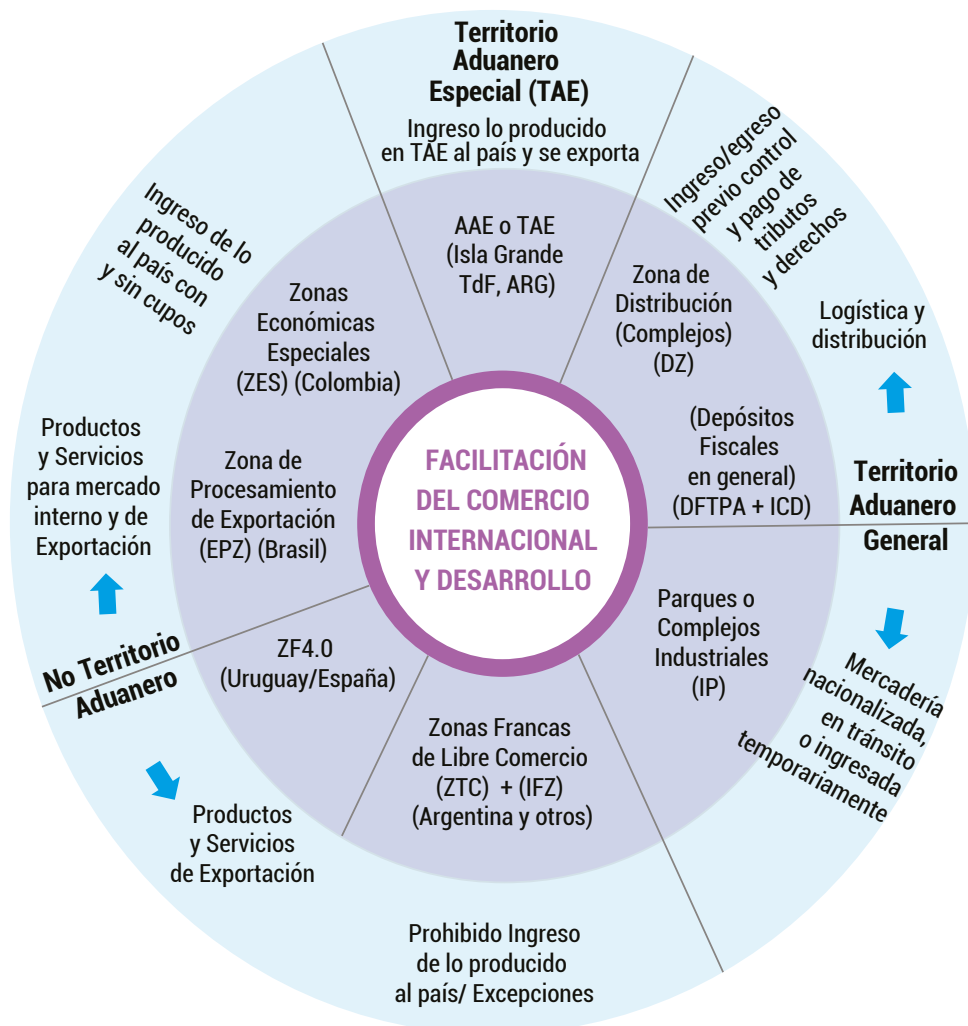 Territorio
Aduanero
Especial (TAE)
Ingreso lo producido
en TAE al país y se exporta
Ingreso/egreso
previo control
y pago de
tributos
y derechos
Logística y
distribución
Territorio
Aduanero
General
Mercadería
nacionalizada,
en tránsito
o ingresada
temporariamente
Prohibido Ingreso
de lo producido
al país/ Excepciones
Productos
y Servicios
de Exportación
No Territorio
Aduanero
Productos
y Servicios
para mercado
interno y de
Exportación
Ingreso de lo
producido
al país con
y sin cupos
AAE o TAE
(Isla Grande
TdF, ARG)
Zona de
Distribución
(Complejos)
(DZ)
(Depósitos
Fiscales
en general)
(DFTPA + ICD)
Parques o
Complejos
Industriales
(IP)
Zonas Francas
de Libre Comercio
(ZTC) + (IFZ)
(Argentina y otros)
ZF4.0
(Uruguay/España)
Zona de
Procesamiento
de Exportación
(EPZ) (Brasil)
Zonas
Económicas
Especiales
(ZES) (Colombia)
FACILITACIÓN
DEL COMERCIO
INTERNACIONAL
Y DESARROLLO